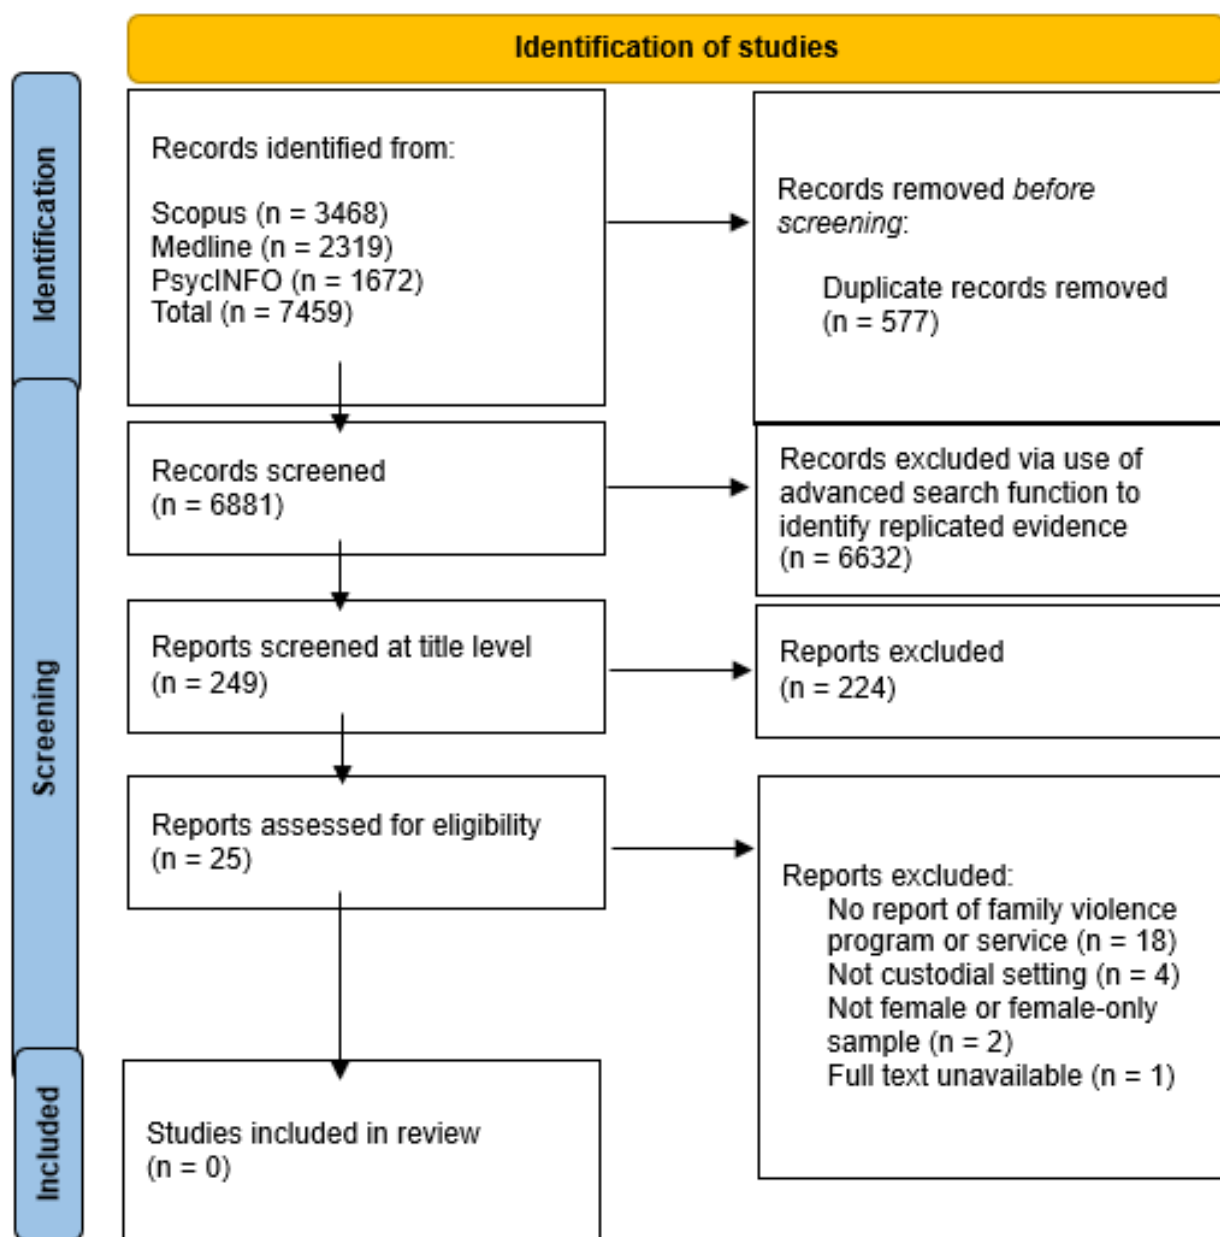 Identification of studies
Identification
Records identified from:
Scopus (n = 3468)
Medline (n = 2319)
PsycINFO (n = 1672)
Total (n = 7459)
Records removed before
screening:
Duplicate records removed
(n = 577)
Screening
Records screened
(n = 6881)
Records excluded via use of
advanced search function to
identify replicated evidence
(n = 6632)
Reports screened at title level
(n = 249)
Reports excluded
(n = 224)
Reports assessed for eligibility
(n = 25)
Reports excluded:
No report of family violence
program or service (n = 18)
Not custodial setting (n = 4)
Not female or female-only
sample (n = 2)
Full text unavailable (n = 1)
Included
Studies included in review
(n = 0)